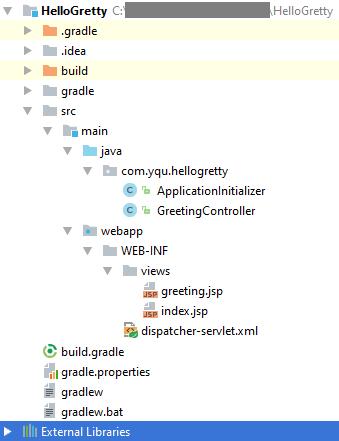 HelloGretty C:\ \HelloGretty
.gradle
.idea
build
gradle
src
main
java
com.yqu.hellogretty
C ApplicationInitializer
C GreetingController
webapp
WEB-INF
views
JSP greeting.jsp
JSP index.jsp
dispatcher-servlet.xml
build.gradle
gradle.properties
gradlew
gradlew.bat
External Libraries